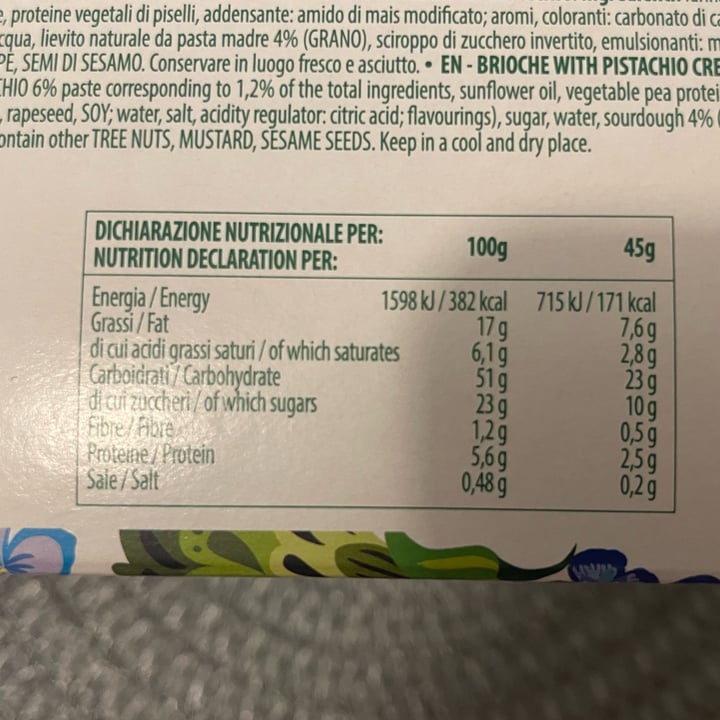 proteine vegetali di piselli, addensante: amido di mais modificato; aromi, coloranti: carbonato di
lievito naturale da pasta madre 4% (GRANO), sciroppo di zucchero invertito, emulsionanti:
SEMI DI SESAMO. Conservare in luogo fresco e asciutto. • EN - BRIOCHE WITH PISTACHIO
6% paste corresponding to 1,2% of the total ingredients, sunflower oil, vegetable pea
, rapeseed, SOY; water, salt, acidity regulator: citric acid; flavourings), sugar, water, sourdough 4%
other TREE NUTS, MUSTARD, SESAME SEEDS. Keep in a cool and dry place.
DICHIARAZIONE NUTRIZIONALE PER:
NUTRITION DECLARATION PER: 100g 45g
Energia / Energy 1598 kJ / 382 kcal 715 kJ / 171 kcal
Grassi / Fat 17 g 7,6 g
di cui acidi grassi saturi / of which saturates 6,1 g 2,8 g
Carboidrati / Carbohydrate 51 g 23 g
di cui zuccheri / of which sugars 23 g 10 g
Fibre / Fibre 1,2 g 0,5 g
Proteine / Protein 5,6 g 2,5 g
Sale / Salt 0,48 g 0,2 g